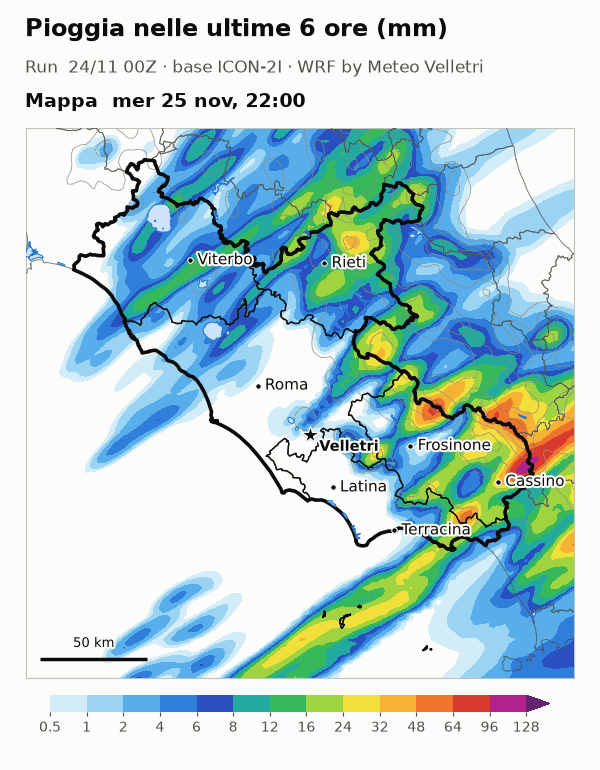 Pioggia nelle ultime 6 ore (mm)
Run 24/11 00Z · base ICON-2I · WRF by Meteo Velletri
Mappa mer 25 nov, 22:00
Viterbo
Rieti
Roma
Velletri
Frosinone
Cassino
Latina
Terracina
50 km
0.5 1 2 4 6 8 12 16 24 32 48 64 96 128